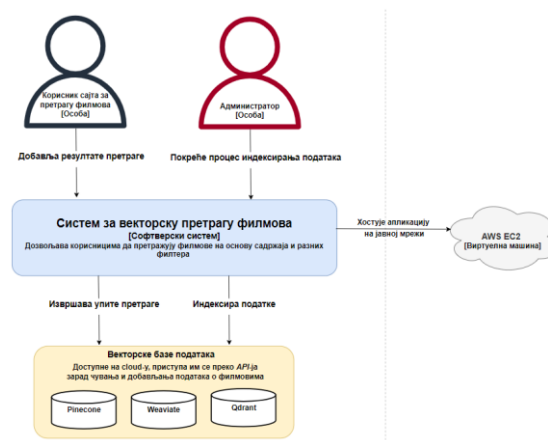 Корисник сајта за
претрагу филмова
[Особа]
Администратор
[Особа]
Добавља резултате претраге
Покреће процес индексирања података
Систем за векторску претрагу филмова
[Софтверски систем]
Дозвољава корисницима да претражују филмове на основу садржаја и разних
филтера
Хостује апликацију
на јавној мрежи
AWS EC2
[Виртуелна машина]
Извршава упите претраге
Индексира податке
Векторске базе података
Доступне на cloud-у, приступа им се преко API-ја
зарад чувања и добављања података о филмовима
Pinecone
Weaviate
Qdrant